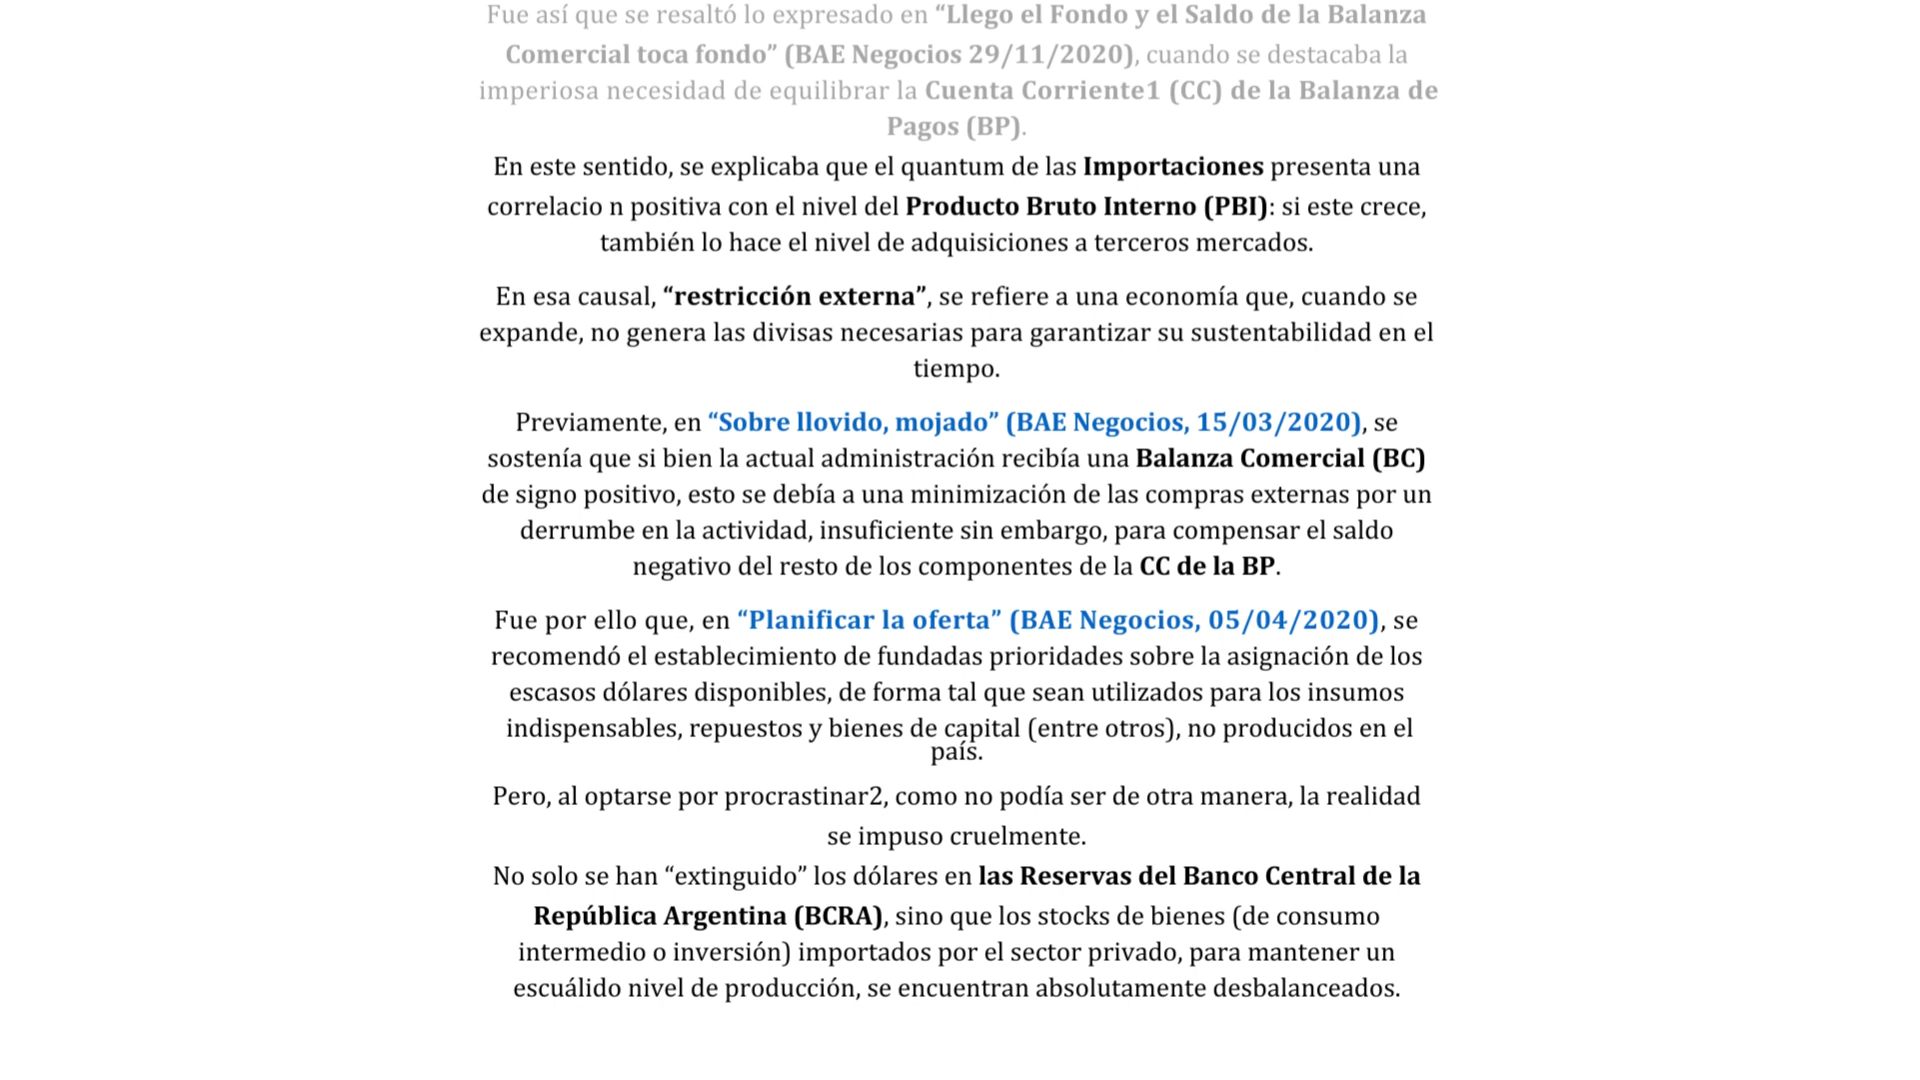 Fue así que se resaltó lo expresado en “Llego el Fondo y el Saldo de la Balanza
Comercial toca fondo” (BAE Negocios 29/11/2020), cuando se destacaba la
imperiosa necesidad de equilibrar la Cuenta Corriente1 (CC) de la Balanza de
Pagos (BP).
En este sentido, se explicaba que el quantum de las Importaciones presenta una
correlacio n positiva con el nivel del Producto Bruto Interno (PBI): si este crece,
también lo hace el nivel de adquisiciones a terceros mercados.
En esa causal, “restricción externa”, se refiere a una economía que, cuando se
expande, no genera las divisas necesarias para garantizar su sustentabilidad en el
tiempo.
Previamente, en “Sobre llovido, mojado” (BAE Negocios, 15/03/2020), se
sostenía que si bien la actual administración recibía una Balanza Comercial (BC)
de signo positivo, esto se debía a una minimización de las compras externas por un
derrumbe en la actividad, insuficiente sin embargo, para compensar el saldo
negativo del resto de los componentes de la CC de la BP.
Fue por ello que, en “Planificar la oferta” (BAE Negocios, 05/04/2020), se
recomendó el establecimiento de fundadas prioridades sobre la asignación de los
escasos dólares disponibles, de forma tal que sean utilizados para los insumos
indispensables, repuestos y bienes de capital (entre otros), no producidos en el
país.
Pero, al optarse por procrastinar2, como no podía ser de otra manera, la realidad
se impuso cruelmente.
No solo se han “extinguido” los dólares en las Reservas del Banco Central de la
República Argentina (BCRA), sino que los stocks de bienes (de consumo
intermedio o inversión) importados por el sector privado, para mantener un
escuálido nivel de producción, se encuentran absolutamente desbalanceados.